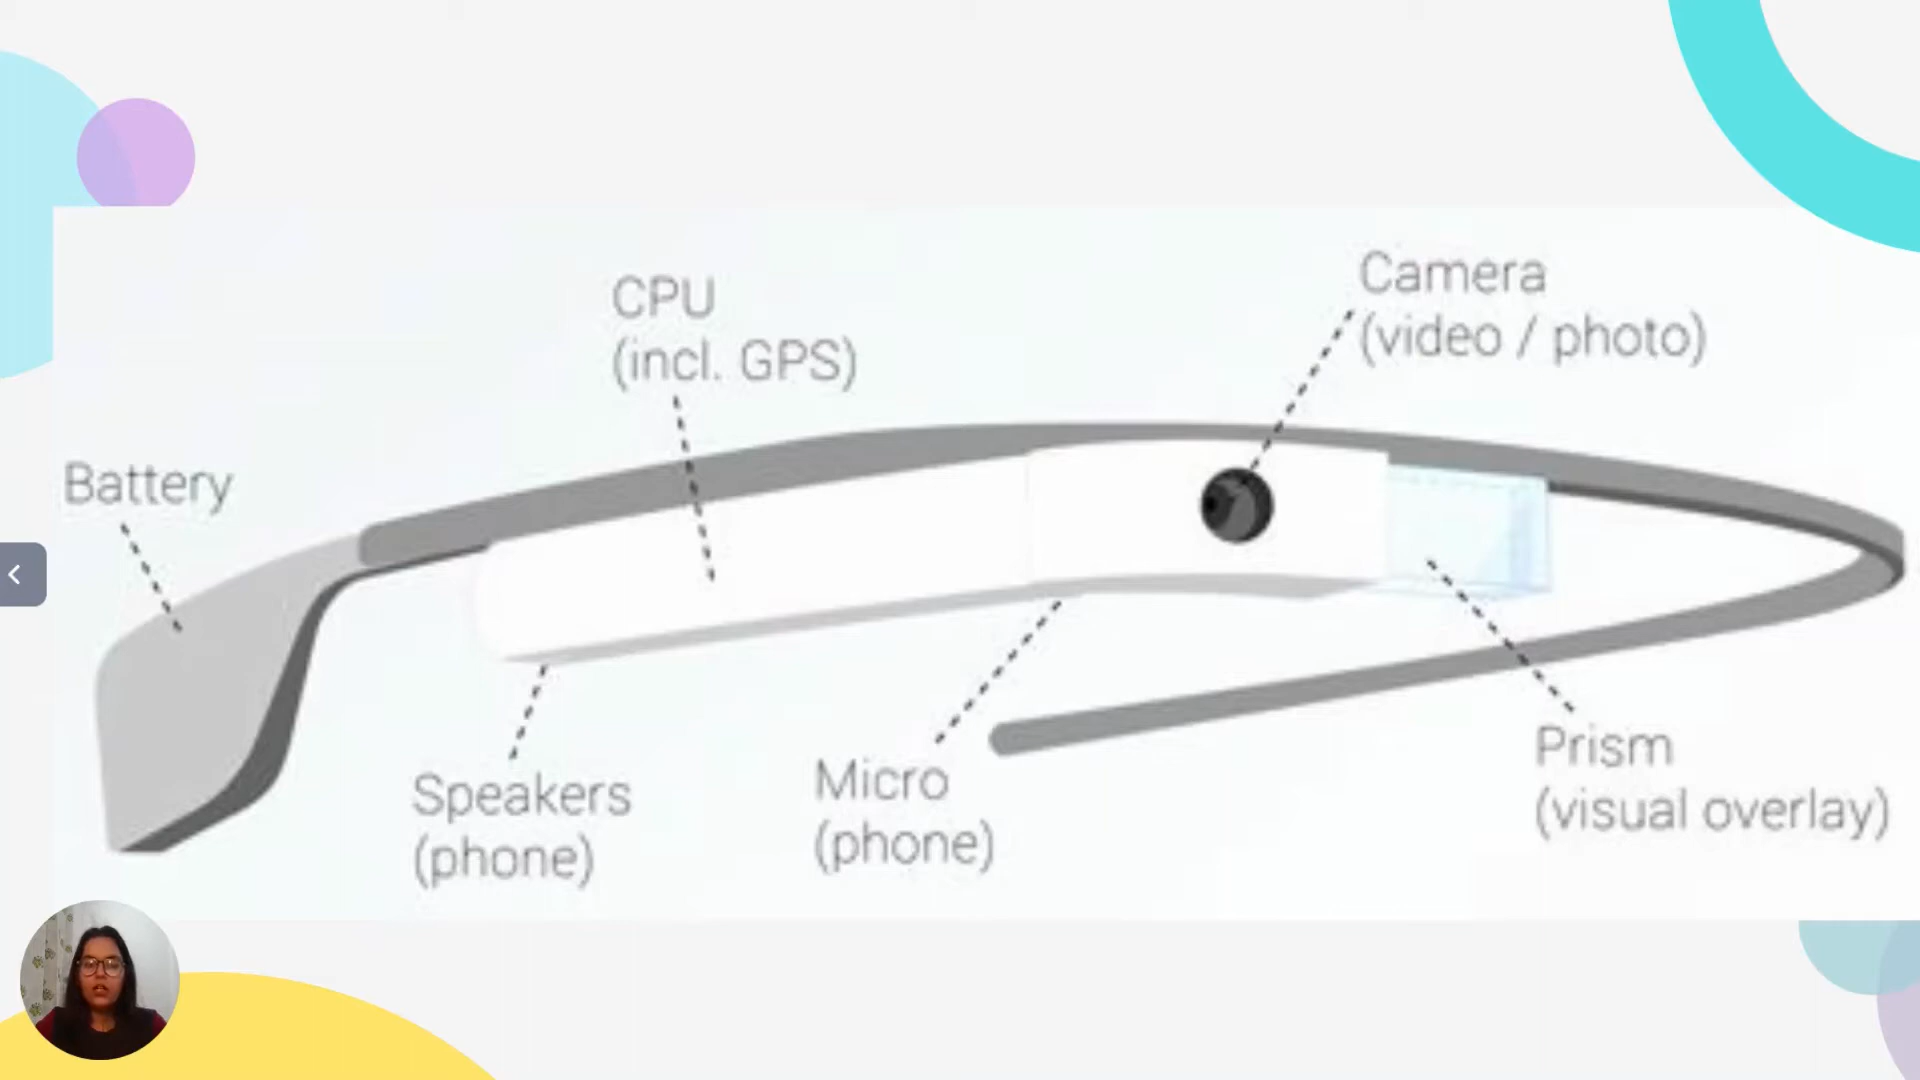 Camera
(video / photo)
CPU
(incl. GPS)
Battery
Speakers
(phone)
Micro
(phone)
Prism
(visual overlay)